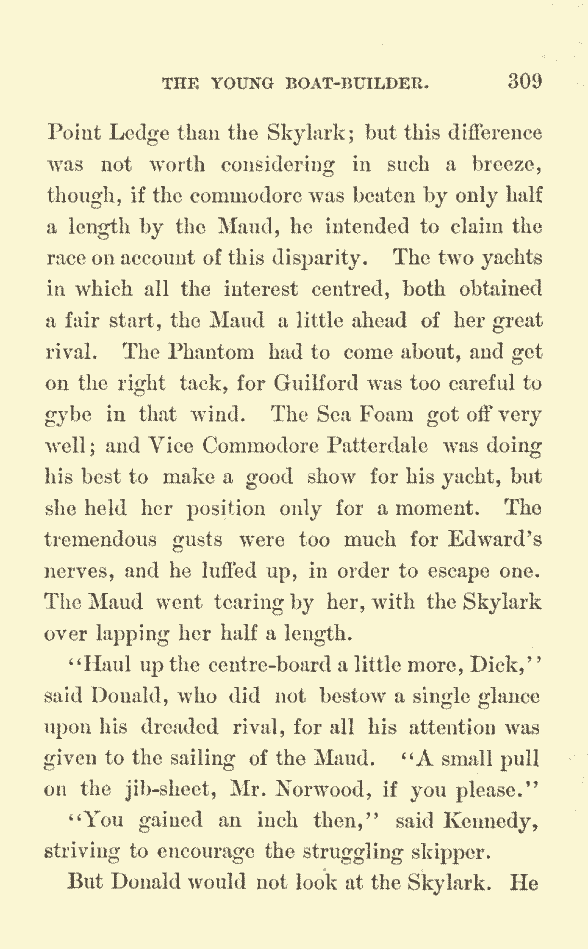 THE YOUNG BOAT-BUILDER. 309
Point Ledge than the Skylark; but this difference
was not worth considering in such a breeze,
though, if the commodore was beaten by only half
a length by the Maud, he intended to claim the
race on account of this disparity. The two yachts
in which all the interest centred, both obtained
a fair start, the Maud a little ahead of her great
rival. The Phantom had to come about, and get
on the right tack, for Guilford was too careful to
gybe in that wind. The Sea Foam got off very
well; and Vice Commodore Patterdale was doing
his best to make a good show for his yacht, but
she held her position only for a moment. The
tremendous gusts were too much for Edward's
nerves, and he luffed up, in order to escape one.
The Maud went tearing by her, with the Skylark
over lapping her half a length.
"Haul up the centre-board a little more, Dick,"
said Donald, who did not bestow a single glance
upon his dreaded rival, for all his attention was
given to the sailing of the Maud. "A small pull
on the jib-sheet, Mr. Norwood, if you please."
"You gained an inch then," said Kennedy,
striving to encourage the struggling skipper.
But Donald would not look at the Skylark. He